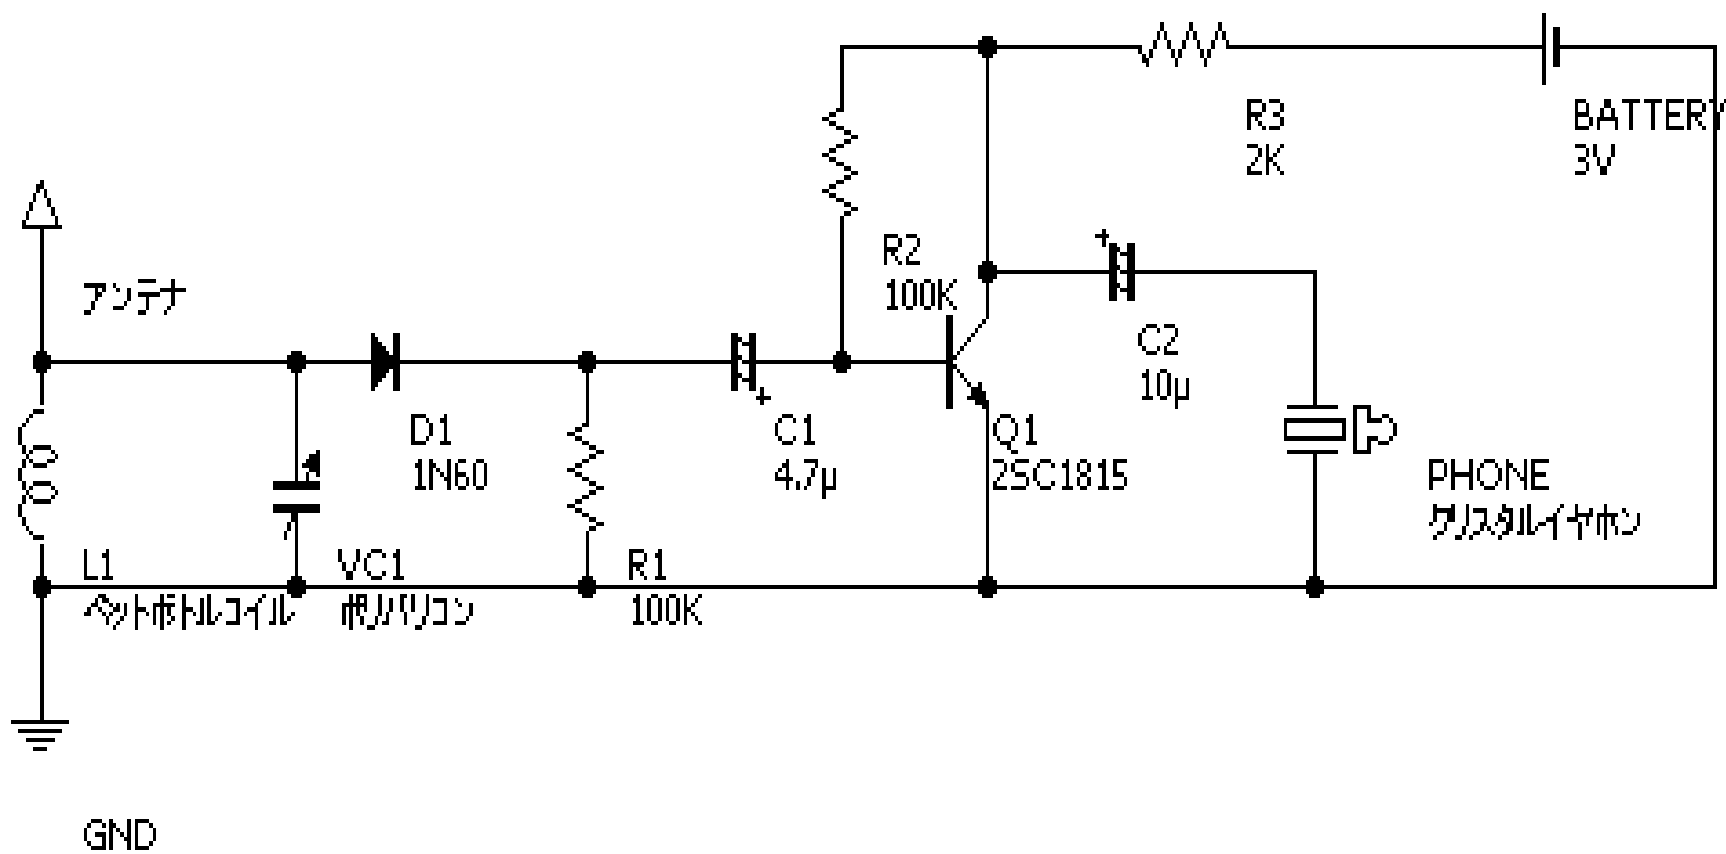 R3
2K
BATTERY
3V
R2
100K
アンテナ
C2
10μ
D1
1N60
C1
4.7μ
Q1
2SC1815
PHONE
クリスタルイヤホン
L1
ペットボトルコイル
VC1
ポリバリコン
R1
100K
GND